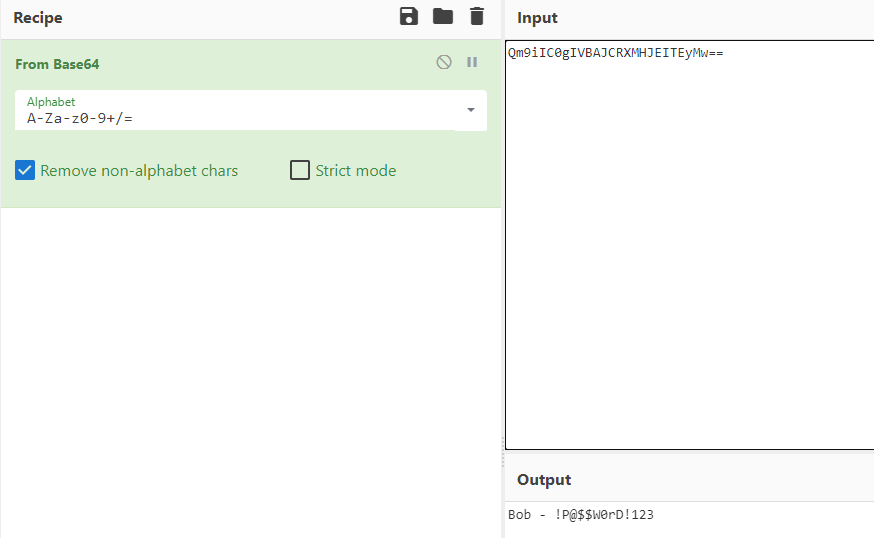 Recipe
From Base64
Alphabet
A-Za-z0-9+/=
Remove non-alphabet chars
Strict mode
Input
Qm9iIC0gIVBAJCRXMHJEITEyMw==
Output
Bob - !P@$$W0rD!123